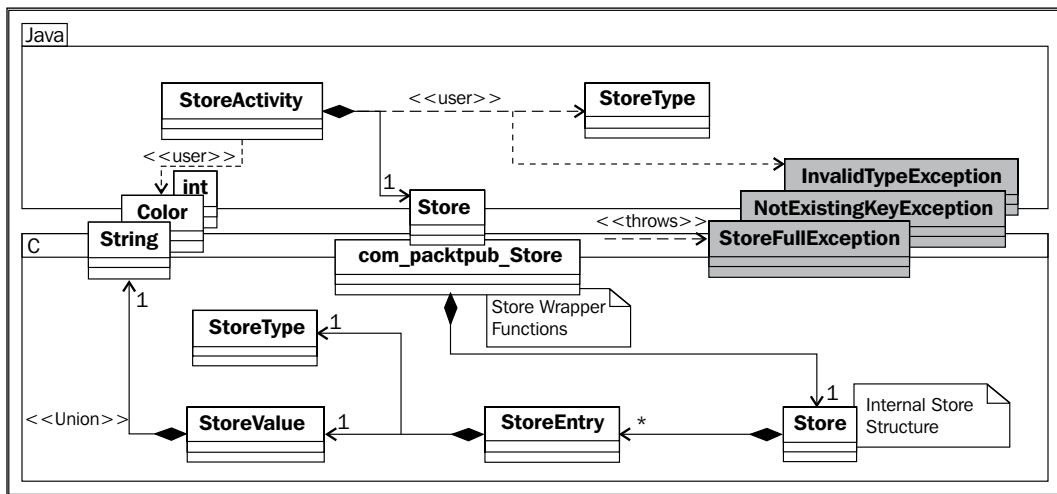 Java
StoreActivity
<<user>>
StoreType
<<user>>
int
Color
String
1
Store
InvalidTypeException
NotExistingKeyException
<<throws>>
StoreFullException
C
com_packtpub_Store
Store Wrapper
Functions
1
StoreType
1
<<Union>>
StoreValue
1
StoreEntry
*
1
Store
Internal Store
Structure